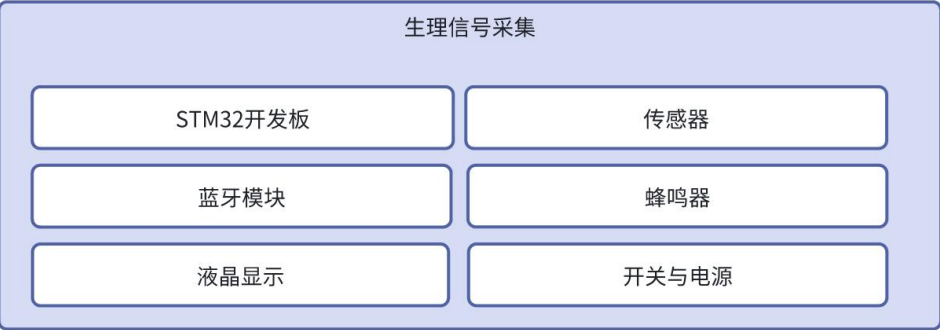 生理信号采集
STM32开发板
传感器
蓝牙模块
蜂鸣器
液晶显示
开关与电源